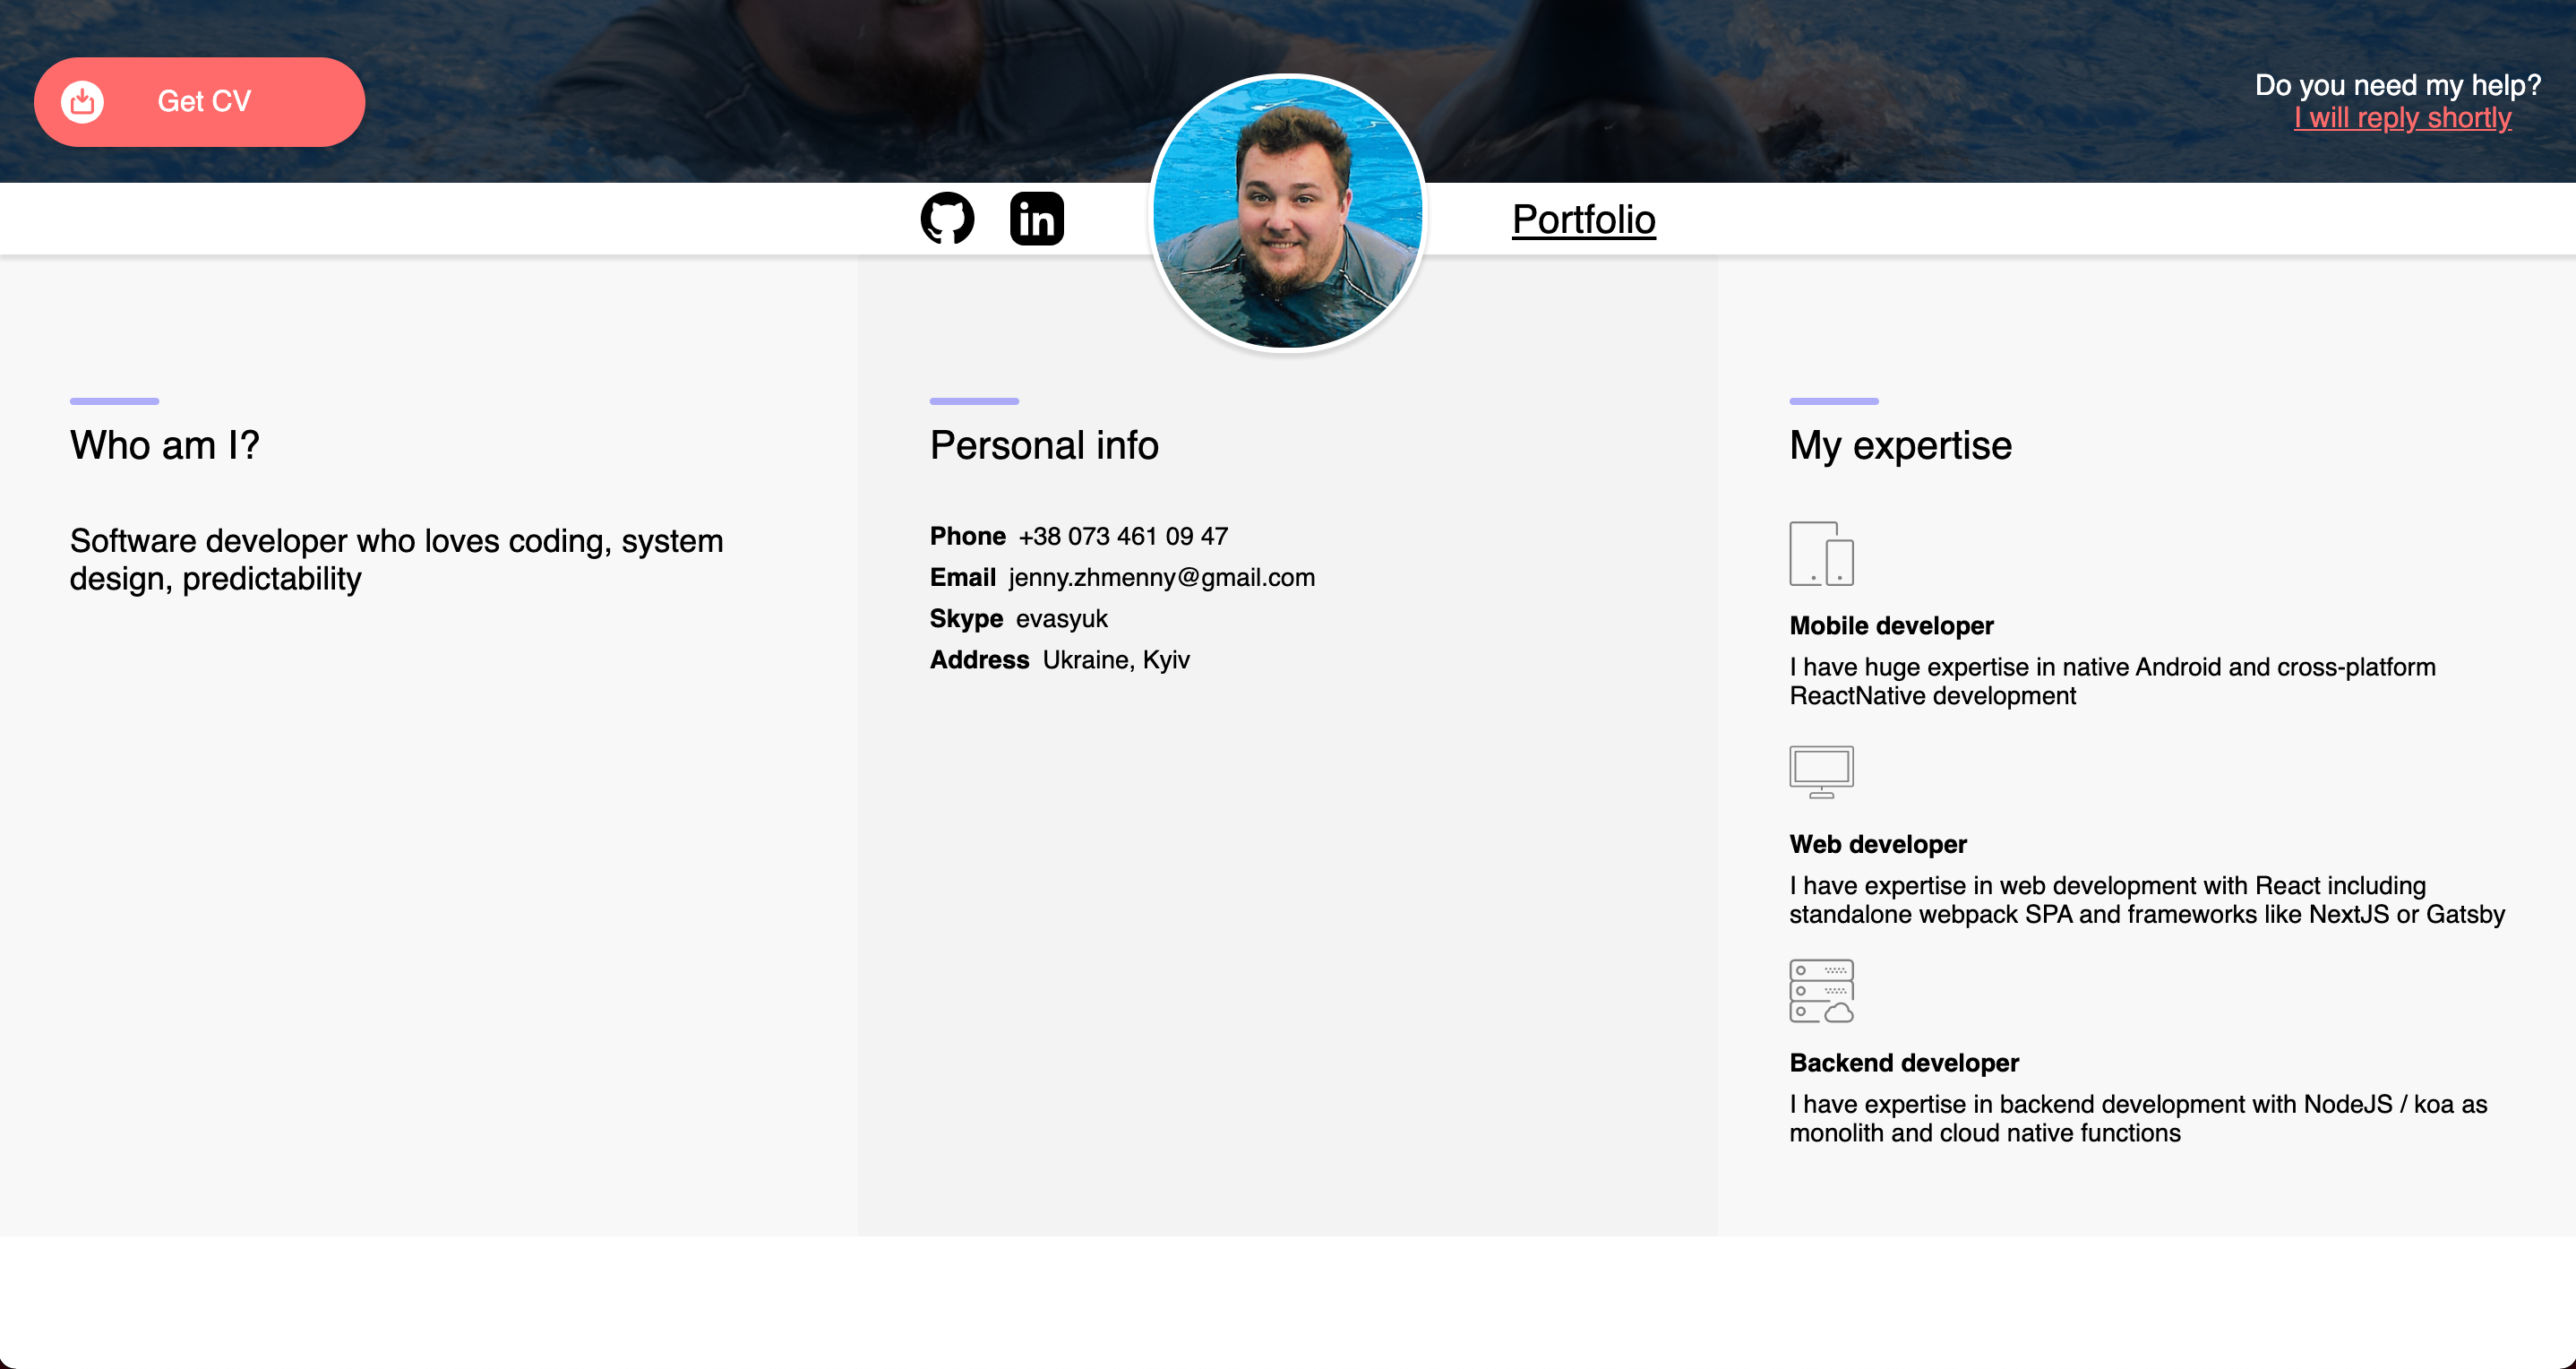 Get CV
Do you need my help?
I will reply shortly
in
Portfolio
Who am I?
Software developer who loves coding, system
design, predictability
Personal info
Phone +38 073 461 09 47
Email jenny.zhmenny@gmail.com
Skype evasyuk
Address Ukraine, Kyiv
My expertise
Mobile developer
I have huge expertise in native Android and cross-platform
ReactNative development
Web developer
I have expertise in web development with React including
standalone webpack SPA and frameworks like NextJS or Gatsby
Backend developer
I have expertise in backend development with NodeJS / koa as
monolith and cloud native functions